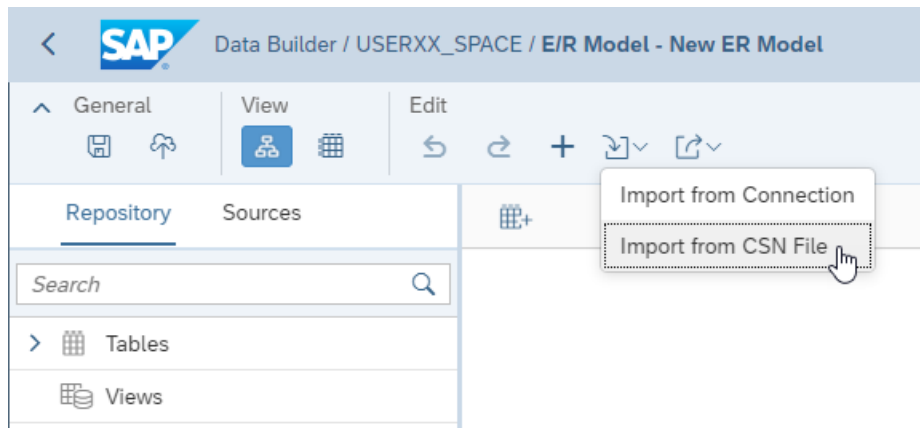 SAP Data Builder / USERXX_SPACE / E/R Model - New ER Model
General View Edit
Import from Connection
Repository Sources
Import from CSN File
Search
Tables
Views